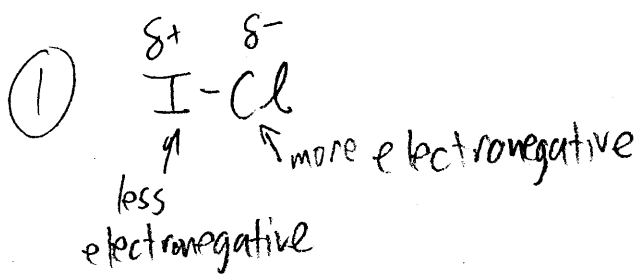 δ+ δ-
① I-Cl
more electronegative
less
electronegative